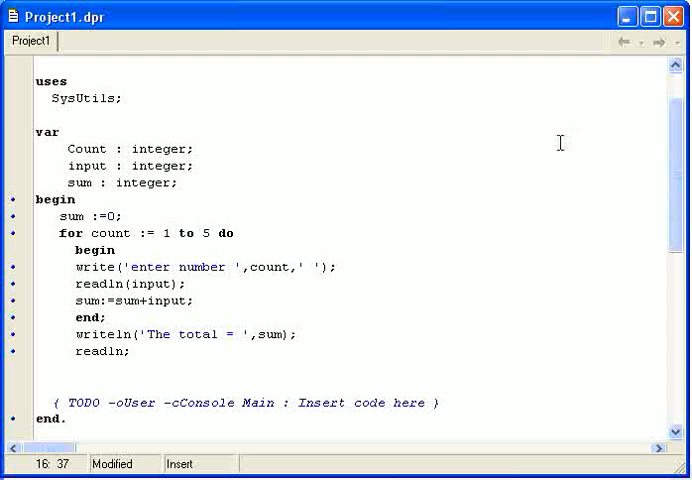 Project1.dpr
Project1
uses
SysUtils;
var
Count : integer;
input : integer;
sum : integer;
begin
sum :=0;
for count := 1 to 5 do
begin
write('enter number ',count,' ');
readln(input);
sum:=sum+input;
end;
writeln('The total = ',sum);
readln;
{ TODO -oUser -cConsole Main : Insert code here }
end.
16: 37 Modified Insert